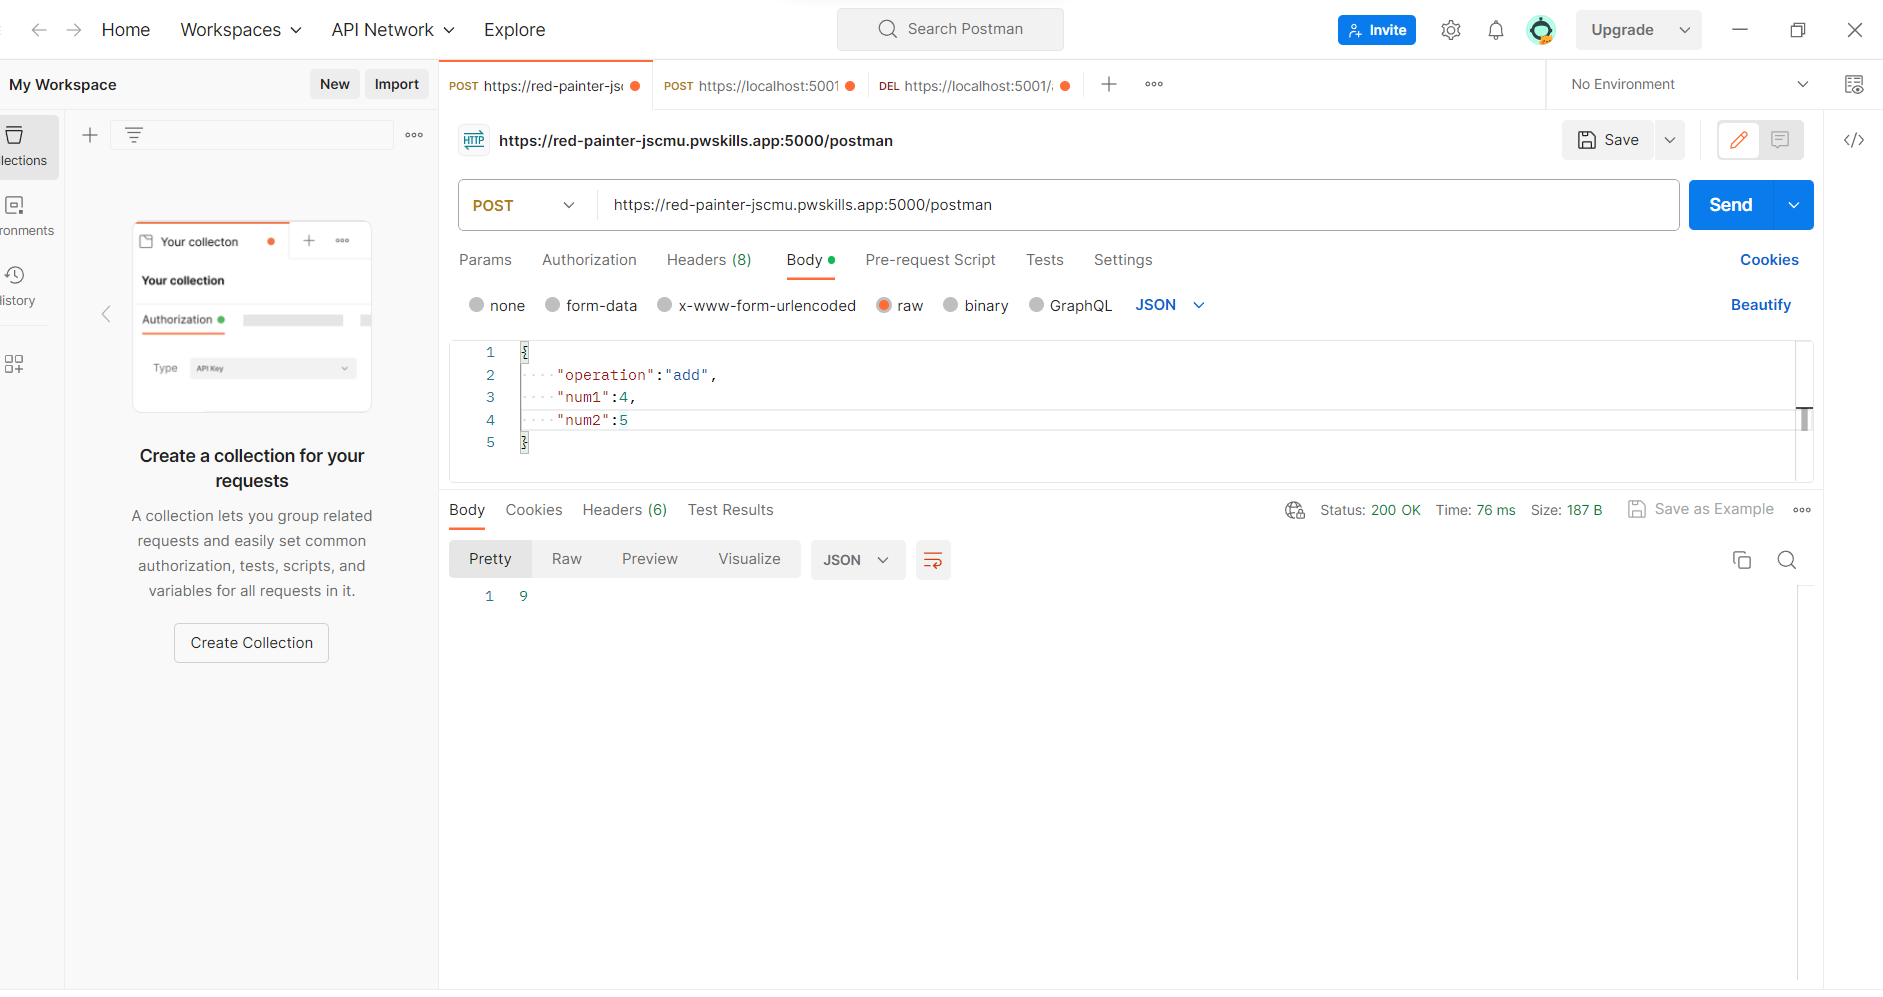 Home Workspaces API Network Explore Search Postman Invite Upgrade
My Workspace New Import
POST https://red-painter-jsc POST https://localhost:5001 DEL https://localhost:5001/ No Environment
llections
ronments
History
Your collecton
Your collection
Authorization
Type API Key
Create a collection for your
requests
A collection lets you group related
requests and easily set common
authorization, tests, scripts, and
variables for all requests in it.
Create Collection
HTTP https://red-painter-jscmu.pwskills.app:5000/postman Save
POST https://red-painter-jscmu.pwskills.app:5000/postman Send
Params Authorization Headers (8) Body Pre-request Script Tests Settings Cookies
none form-data x-www-form-urlencoded raw binary GraphQL JSON Beautify
1 {
2 "operation":"add",
3 "num1":4,
4 "num2":5
5 }
Body Cookies Headers (6) Test Results Status: 200 OK Time: 76 ms Size: 187 B Save as Example
Pretty Raw Preview Visualize JSON
1 9